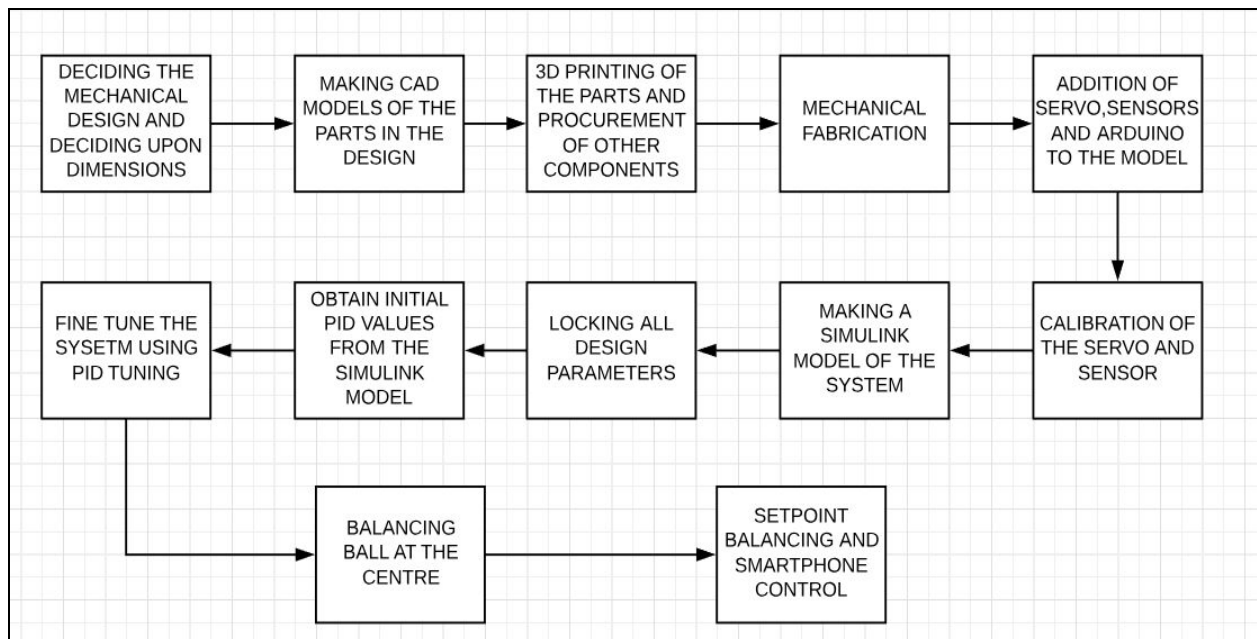 DECIDING THE
MECHANICAL
DESIGN AND
DECIDING UPON
DIMENSIONS
MAKING CAD
MODELS OF THE
PARTS IN THE
DESIGN
3D PRINTING OF
THE PARTS AND
PROCUREMENT
OF OTHER
COMPONENTS
MECHANICAL
FABRICATION
ADDITION OF
SERVO,SENSORS
AND ARDUINO
TO THE MODEL
CALIBRATION OF
THE SERVO AND
SENSOR
MAKING A
SIMULINK
MODEL OF THE
SYSTEM
LOCKING ALL
DESIGN
PARAMETERS
OBTAIN INITIAL
PID VALUES
FROM THE
SIMULINK
MODEL
FINE TUNE THE
SYSETM USING
PID TUNING
BALANCING
BALL AT THE
CENTRE
SETPOINT
BALANCING AND
SMARTPHONE
CONTROL